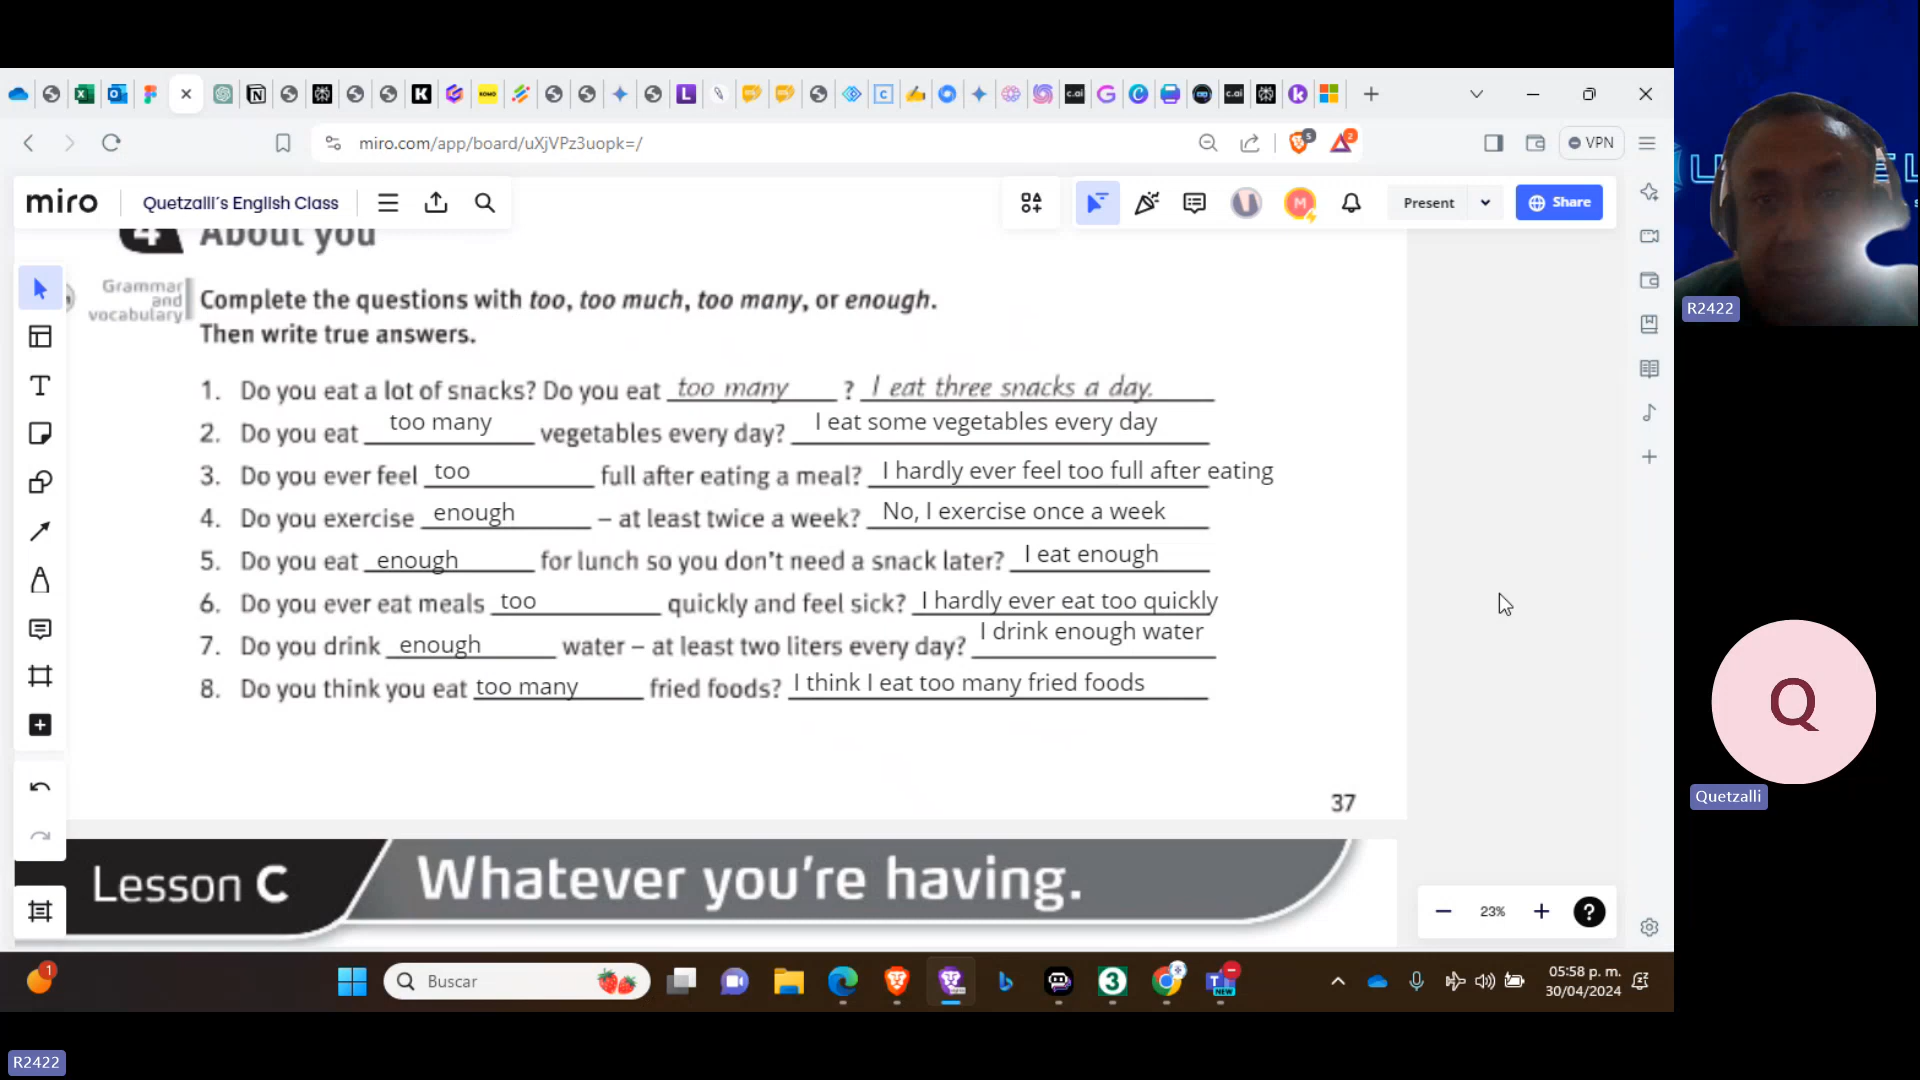 miro.com/app/board/uXjVPz3uopk=/
VPN
miro
Quetzalli´s English Class
Present
Share
4 About you
Grammar
and
vocabulary
Complete the questions with too, too much, too many, or enough.
Then write true answers.
1. Do you eat a lot of snacks? Do you eat too many ? I eat three snacks a day.
2. Do you eat too many vegetables every day? I eat some vegetables every day
3. Do you ever feel too full after eating a meal? I hardly ever feel too full after eating
4. Do you exercise enough – at least twice a week? No, I exercise once a week
5. Do you eat enough for lunch so you don't need a snack later? I eat enough
6. Do you ever eat meals too quickly and feel sick? I hardly ever eat too quickly
7. Do you drink enough water – at least two liters every day? I drink enough water
8. Do you think you eat too many fried foods? I think I eat too many fried foods
37
Lesson C Whatever you're having.
23%
Buscar
05:58 p. m.
30/04/2024
R2422
Q
Quetzalli
R2422